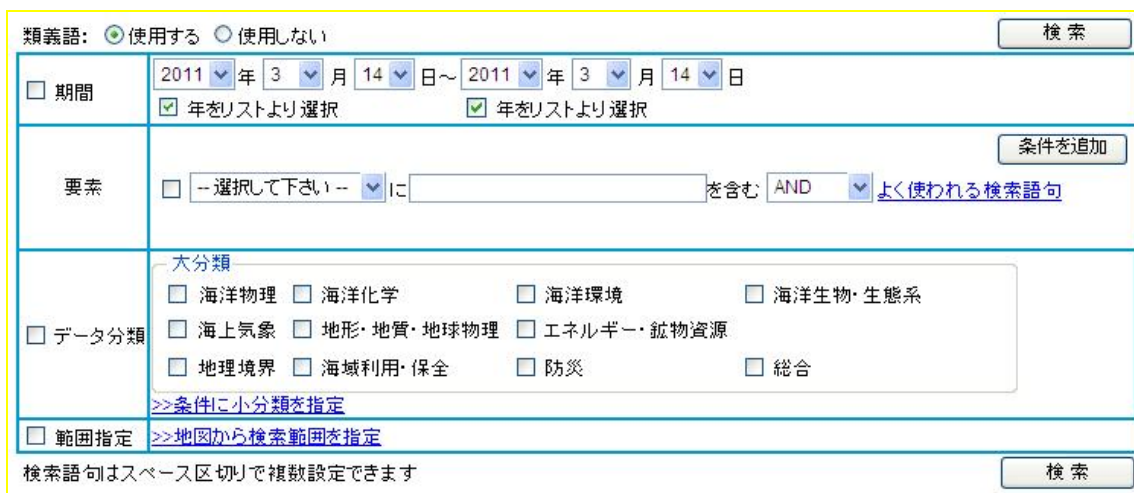 類義語: 使用する 使用しない 検 索
期間 2011 年 3 月 14 日～ 2011 年 3 月 14 日
年をリストより選択 年をリストより選択
条件を追加
要素 -- 選択して下さい -- に を含む AND よく使われる検索語句
大分類
海洋物理 海洋化学 海洋環境 海洋生物・生態系
データ分類 海上気象 地形・地質・地球物理 エネルギー・鉱物資源
地理境界 海域利用・保全 防災 総合
>>条件に小分類を指定
範囲指定 >>地図から検索範囲を指定
検索語句はスペース区切りで複数設定できます 検 索